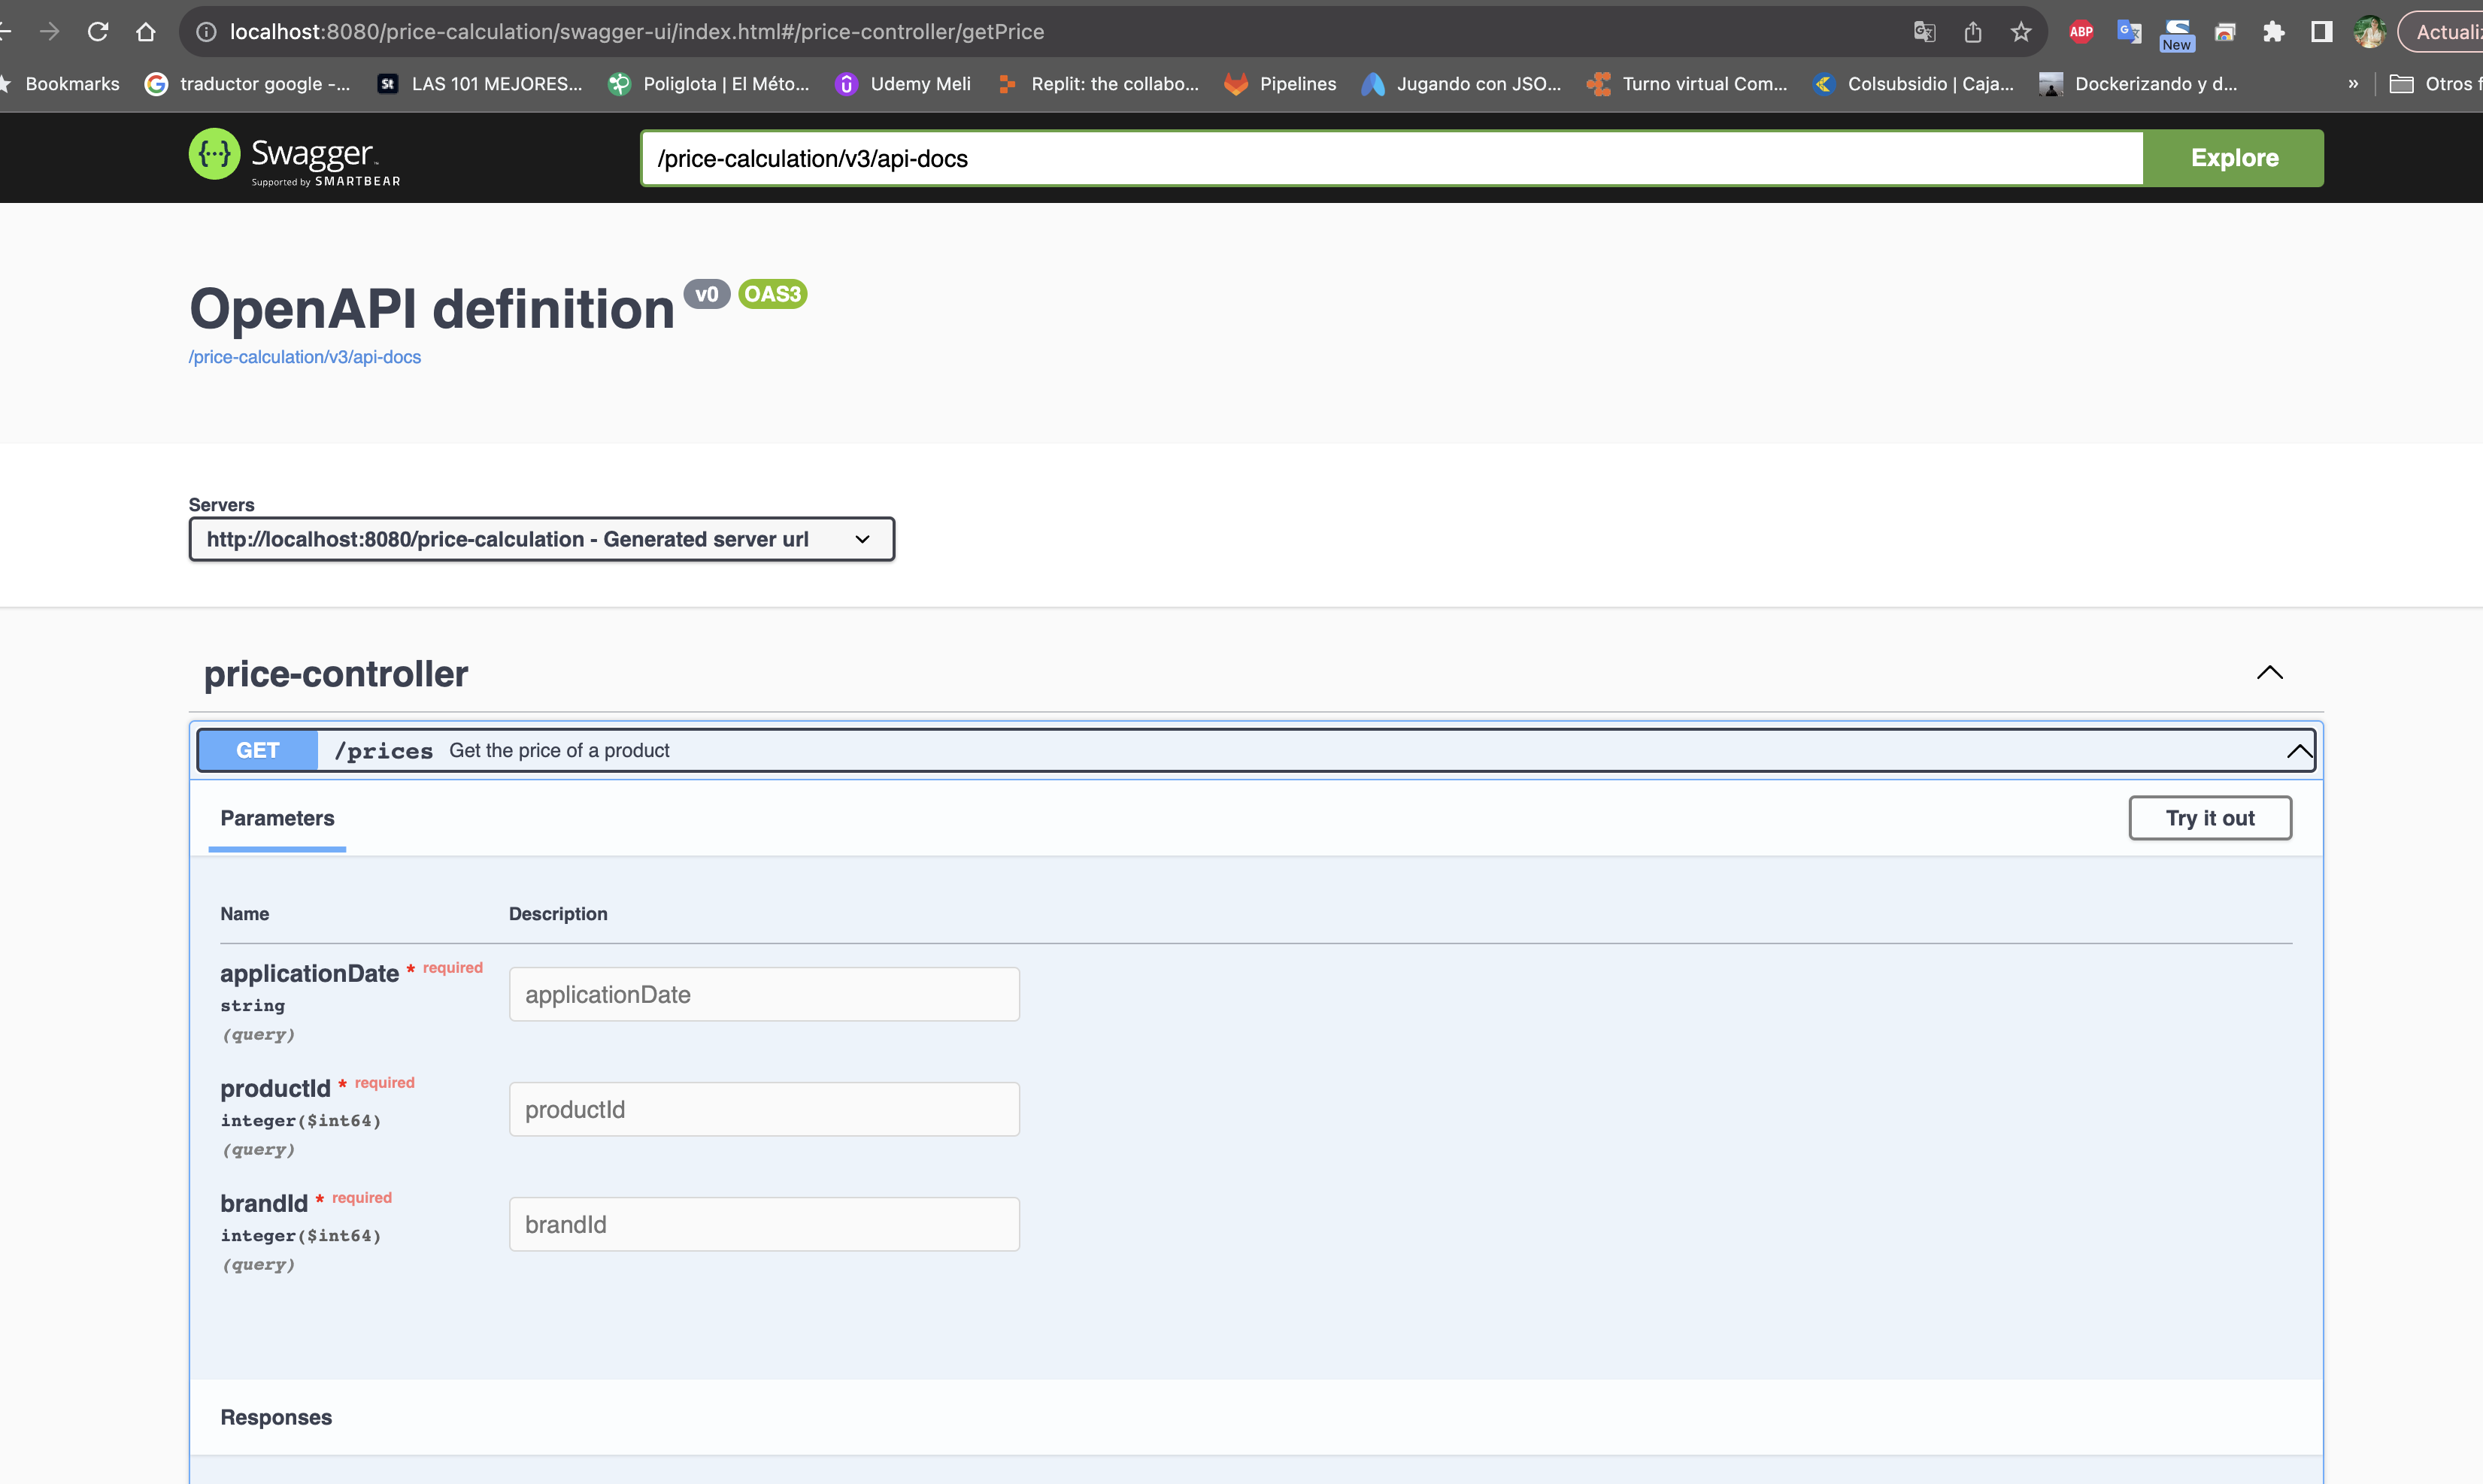 localhost:8080/price-calculation/swagger-ui/index.html#/price-controller/getPrice
ABP
New
Actualiz
Bookmarks
traductor google -...
St
LAS 101 MEJORES...
Poliglota | El Méto...
Udemy Meli
Replit: the collabo...
Pipelines
Jugando con JSO...
Turno virtual Com...
Colsubsidio | Caja...
Dockerizando y d...
»
Otros f
Swagger
Supported by SMARTBEAR
/price-calculation/v3/api-docs
Explore
OpenAPI definition v0 OAS3
/price-calculation/v3/api-docs
Servers
http://localhost:8080/price-calculation - Generated server url
price-controller
GET /prices Get the price of a product
Parameters
Try it out
Name Description
applicationDate * required
string
(query)
applicationDate
productId * required
integer($int64)
(query)
productId
brandId * required
integer($int64)
(query)
brandId
Responses